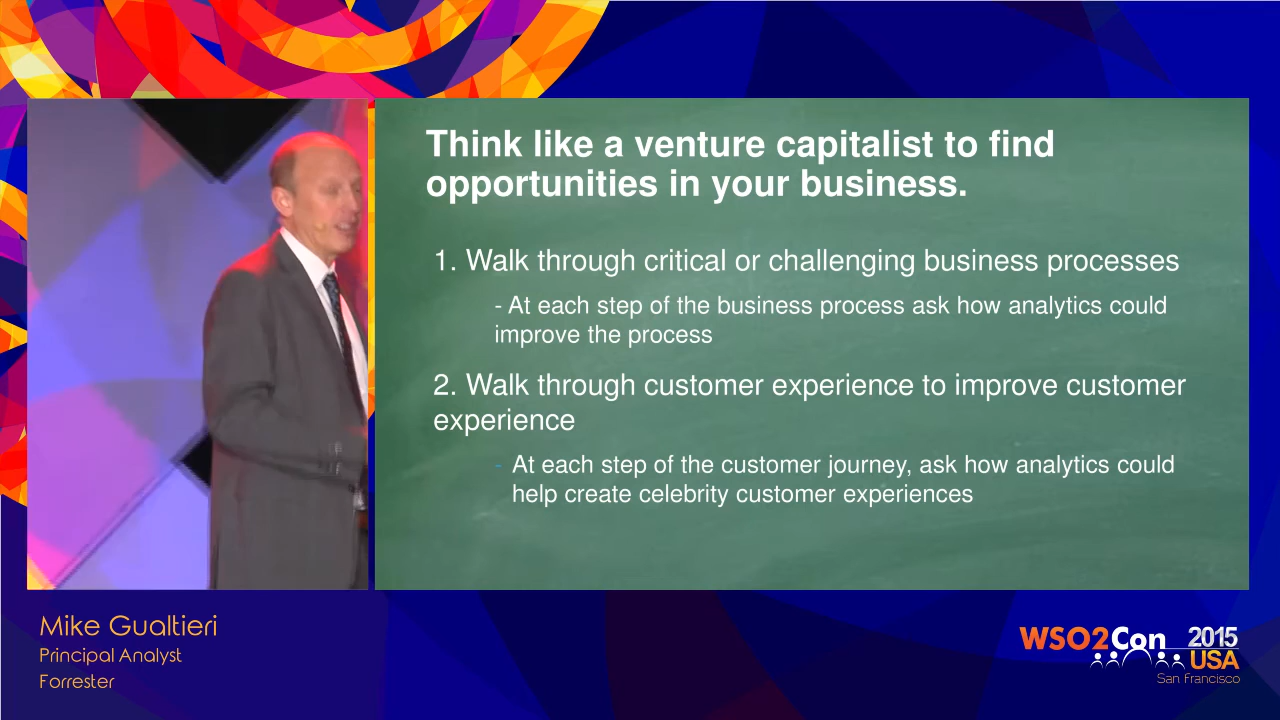 Think like a venture capitalist to find
opportunities in your business.
1. Walk through critical or challenging business processes
- At each step of the business process ask how analytics could
improve the process
2. Walk through customer experience to improve customer
experience
- At each step of the customer journey, ask how analytics could
help create celebrity customer experiences
Mike Gualtieri
Principal Analyst
Forrester
WSO2Con 2015
USA
San Francisco